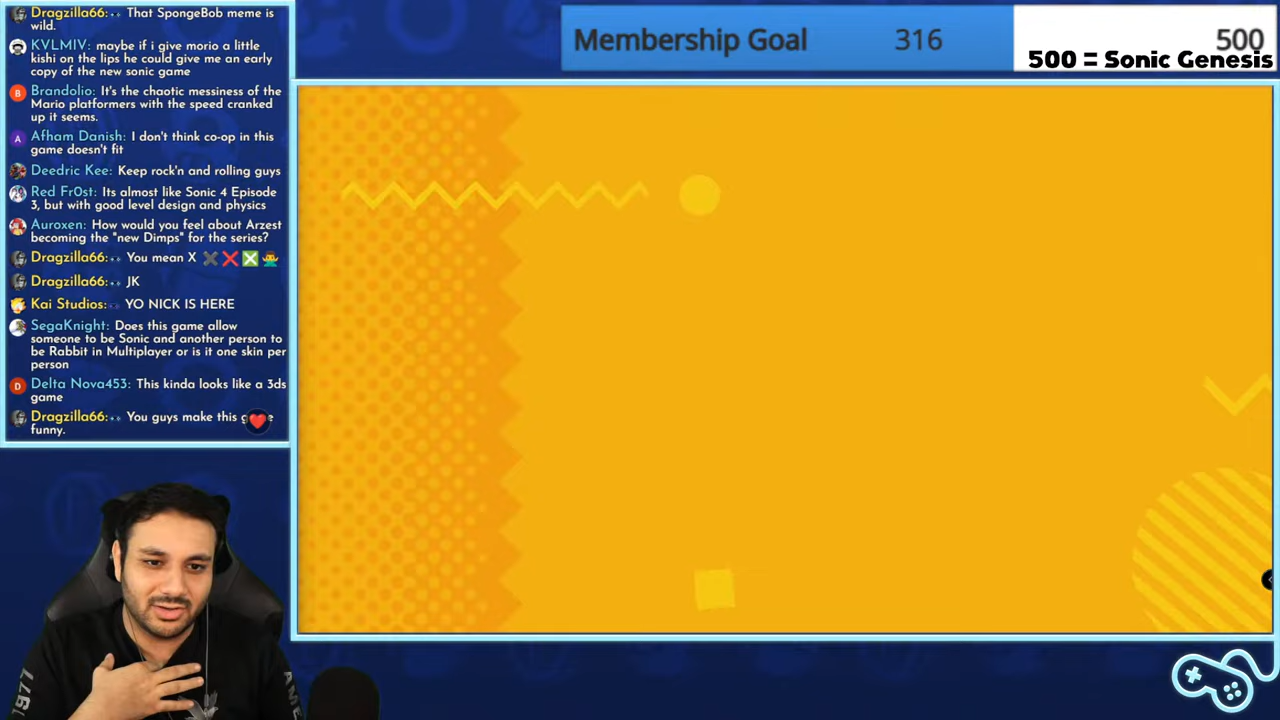 Dragzilla66: That SpongeBob meme is
wild.
KVLMIV: maybe if i give morio a little
kishi on the lips he could give me an early
copy of the new sonic game
Brandolio: It's the chaotic messiness of the
Mario platformers with the speed cranked
up it seems.
Afham Danish: I don't think co-op in this
game doesn't fit
Deedric Kee: Keep rock'n and rolling guys
Red Fr0st: Its almost like Sonic 4 Episode
3, but with good level design and physics
Auroxen: How would you feel about Arzest
becoming the "new Dimps" for the series?
Dragzilla66: You mean X ✖️ ❌ ❎ 🙅‍♂️
Dragzilla66: JK
Kai Studios: YO NICK IS HERE
SegaKnight: Does this game allow
someone to be Sonic and another person to
be Rabbit in Multiplayer or is it one skin per
person
Delta Nova453: This kinda looks like a 3ds
game
Dragzilla66: You guys make this
funny.
Membership Goal 316 500
500 = Sonic Genesis
1977
AME